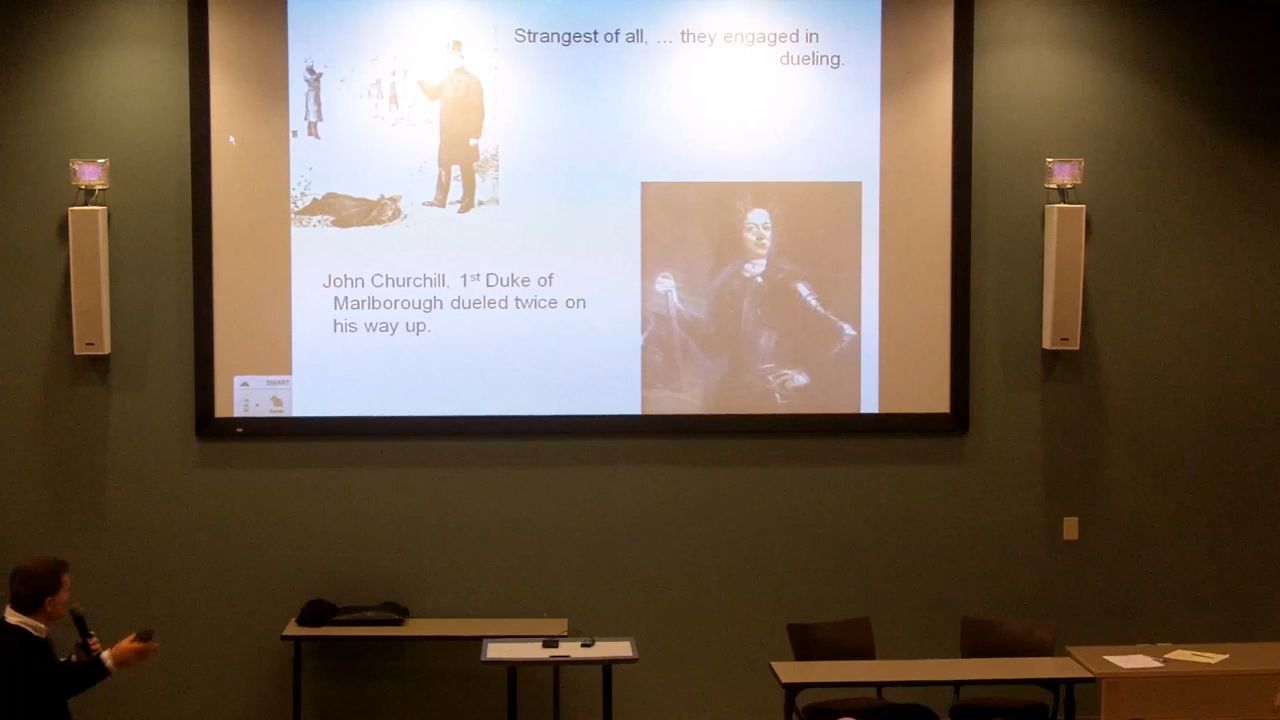 Strangest of all, ... they engaged in
dueling.
John Churchill, 1st Duke of
Marlborough dueled twice on
his way up.
SMART